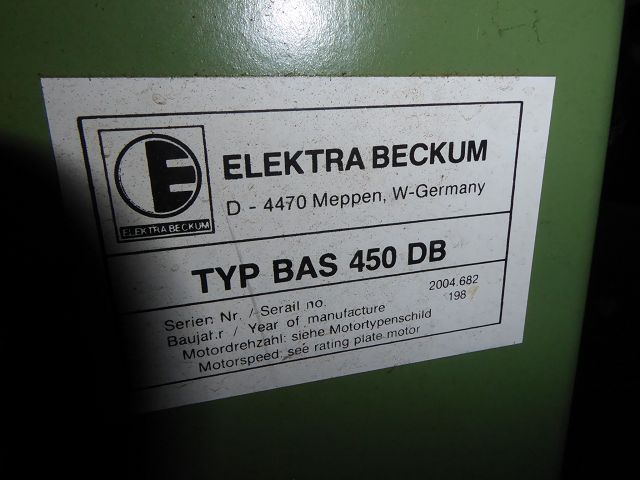 ELEKTRA BECKUM
ELEKTRA BECKUM
D - 4470 Meppen, W-Germany
TYP BAS 450 DB
Serien Nr. / Serail no. 2004.682
Baujahr / Year of manufacture 198
Motordrehzahl: siehe Motortypenschild
Motorspeed: see rating plate motor